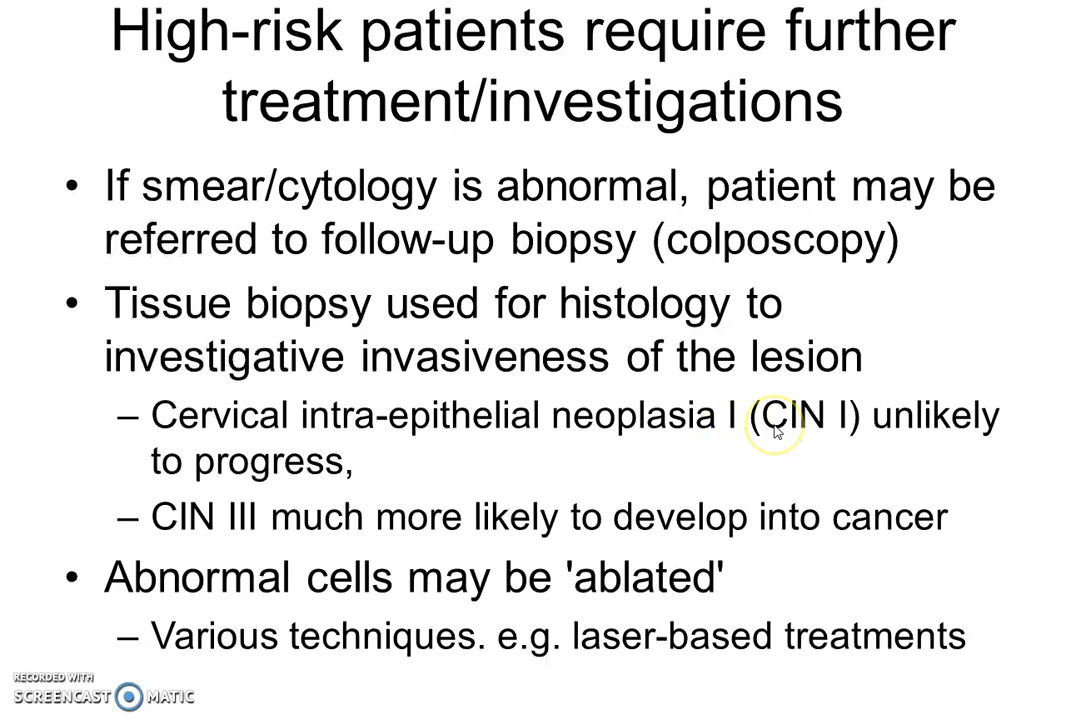 High-risk patients require further
treatment/investigations
• If smear/cytology is abnormal, patient may be
referred to follow-up biopsy (colposcopy)
• Tissue biopsy used for histology to
investigative invasiveness of the lesion
– Cervical intra-epithelial neoplasia I (CIN I) unlikely
to progress,
– CIN III much more likely to develop into cancer
• Abnormal cells may be 'ablated'
– Various techniques. e.g. laser-based treatments
RECORDED WITH
SCREENCAST MATIC